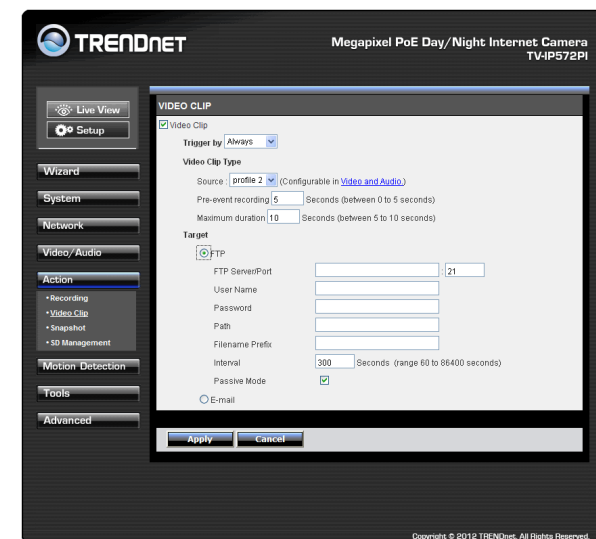 TRENDNET
Megapixel PoE Day/Night Internet Camera
TV-IP572PI
Live View
Setup
Wizard
System
Network
Video/Audio
Action
•Recording
•Video Clip
•Snapshot
•SD Management
Motion Detection
Tools
Advanced
VIDEO CLIP
Video Clip
Trigger by Always
Video Clip Type
Source : profile 2 (Configurable in Video and Audio.)
Pre-event recording 5 Seconds (between 0 to 5 seconds)
Maximum duration 10 Seconds (between 5 to 10 seconds)
Target
FTP
FTP Server/Port : 21
User Name
Password
Path
Filename Prefix
Interval 300 Seconds (range 60 to 86400 seconds)
Passive Mode
E-mail
Apply Cancel
Copyright © 2012 TRENDnet. All Rights Reserved.